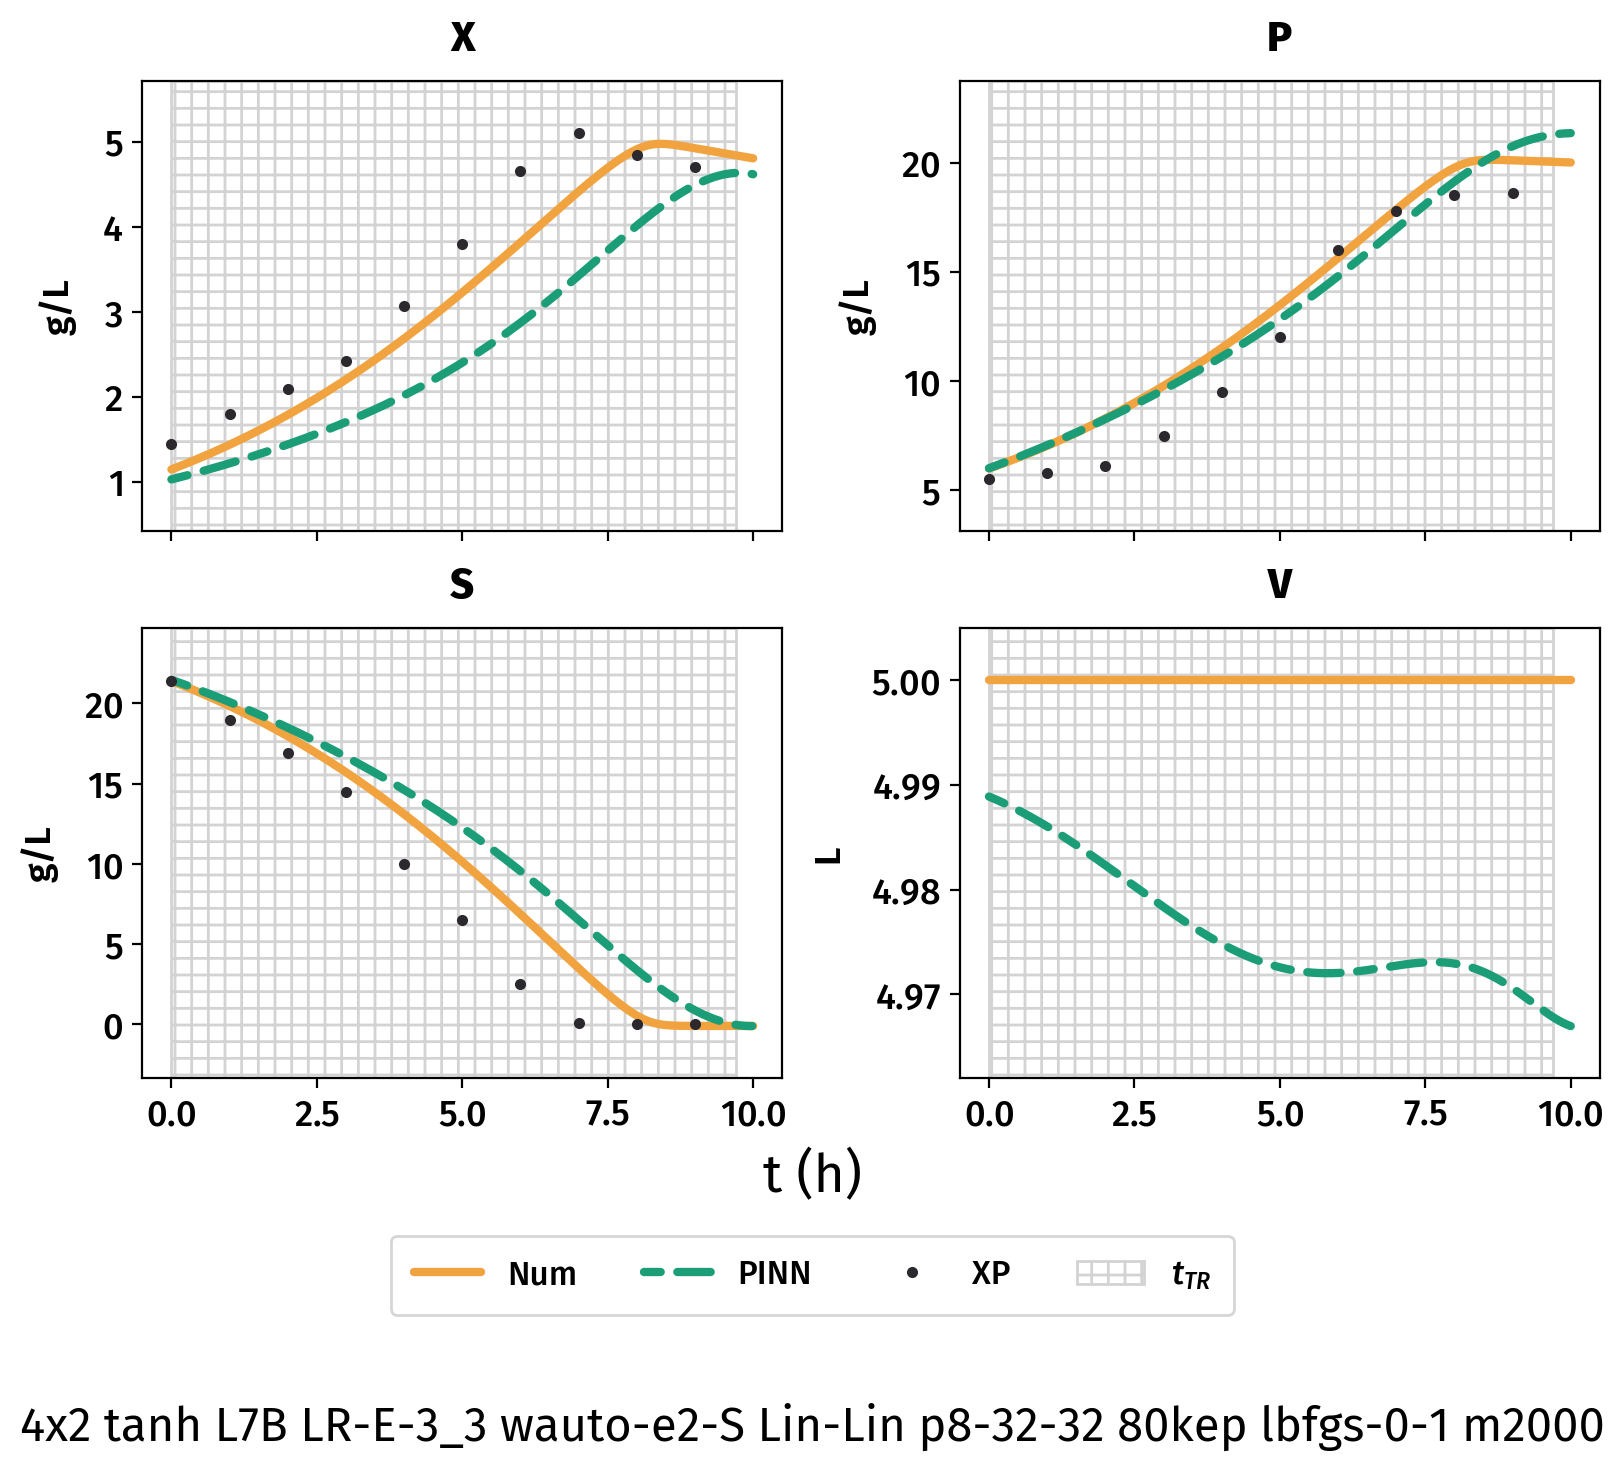 X
P
g/L
5
4
3
2
1
g/L
20
15
10
5
S
V
g/L
20
15
10
5
0
L
5.00
4.99
4.98
4.97
0.0 2.5 5.0 7.5 10.0
0.0 2.5 5.0 7.5 10.0
t (h)
Num PINN XP t_TR
4x2 tanh L7B LR-E-3_3 wauto-e2-S Lin-Lin p8-32-32 80kep lbfgs-0-1 m2000